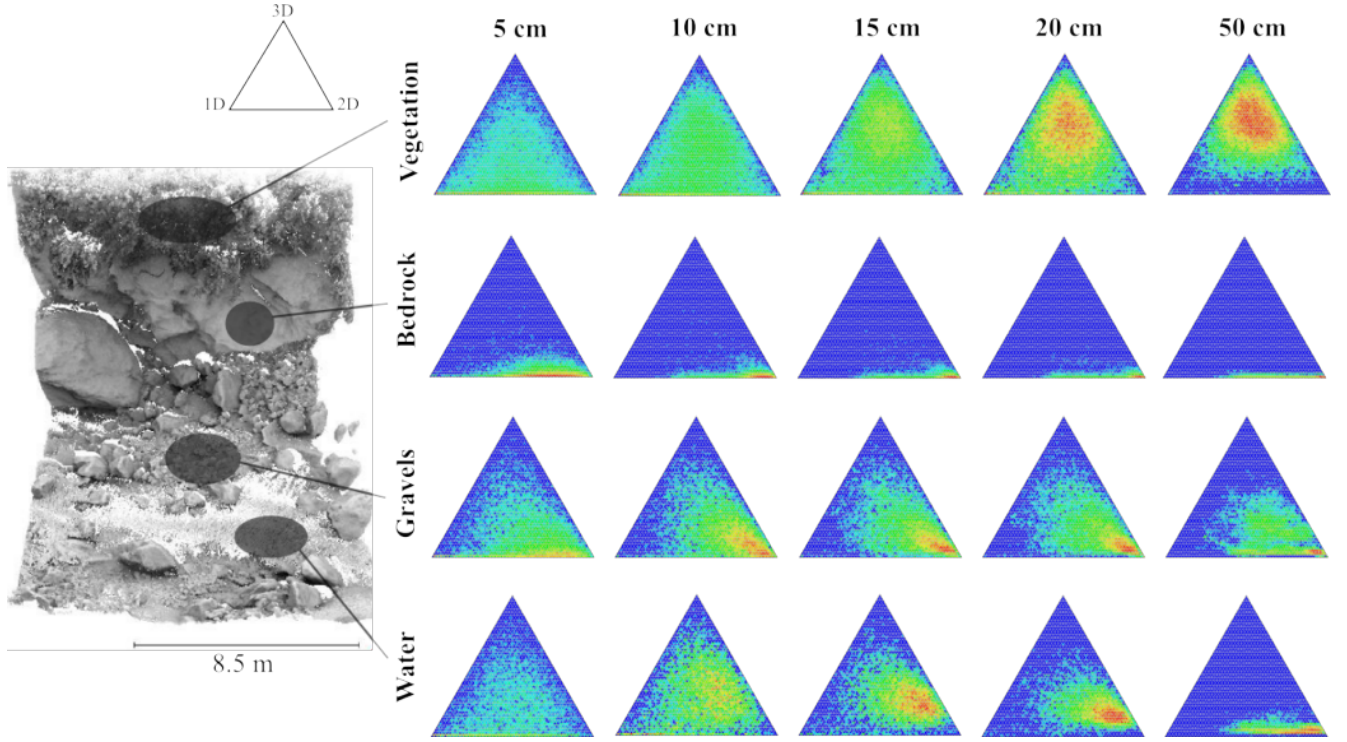 3D
1D 2D
5 cm 10 cm 15 cm 20 cm 50 cm
Vegetation
Bedrock
Gravels
Water
8.5 m